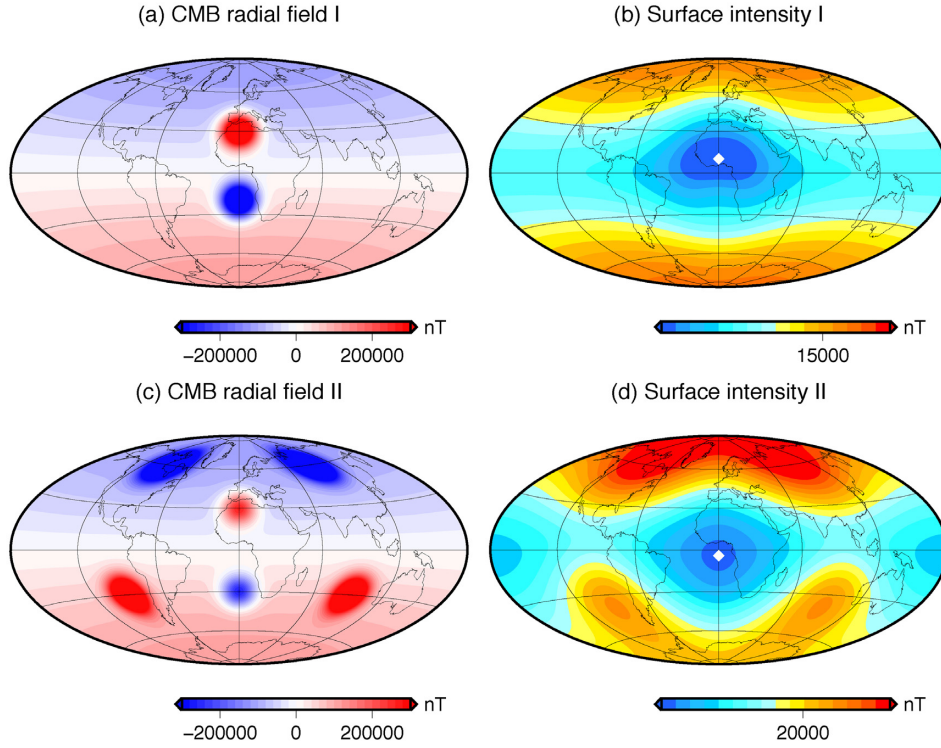 (a) CMB radial field I
(b) Surface intensity I
nT
−200000 0 200000
nT
15000
(c) CMB radial field II
(d) Surface intensity II
nT
−200000 0 200000
nT
20000